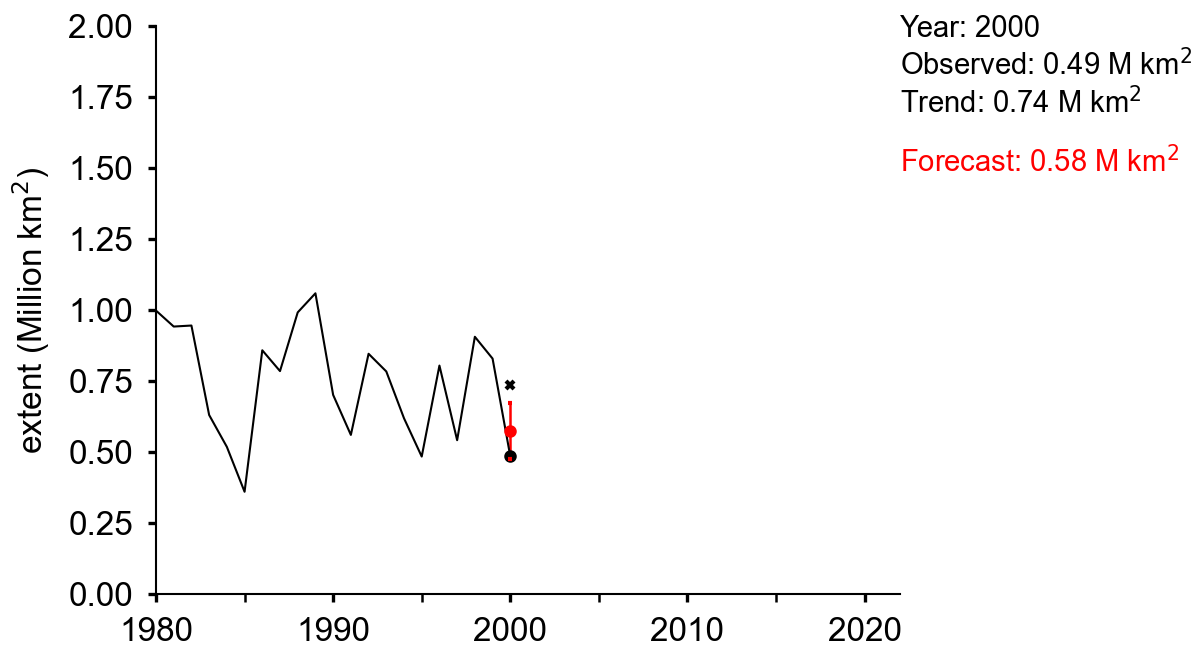 2.00
1.75
1.50
1.25
1.00
0.75
0.50
0.25
0.00
extent (Million km²)
1980 1990 2000 2010 2020
Year: 2000
Observed: 0.49 M km²
Trend: 0.74 M km²
Forecast: 0.58 M km²